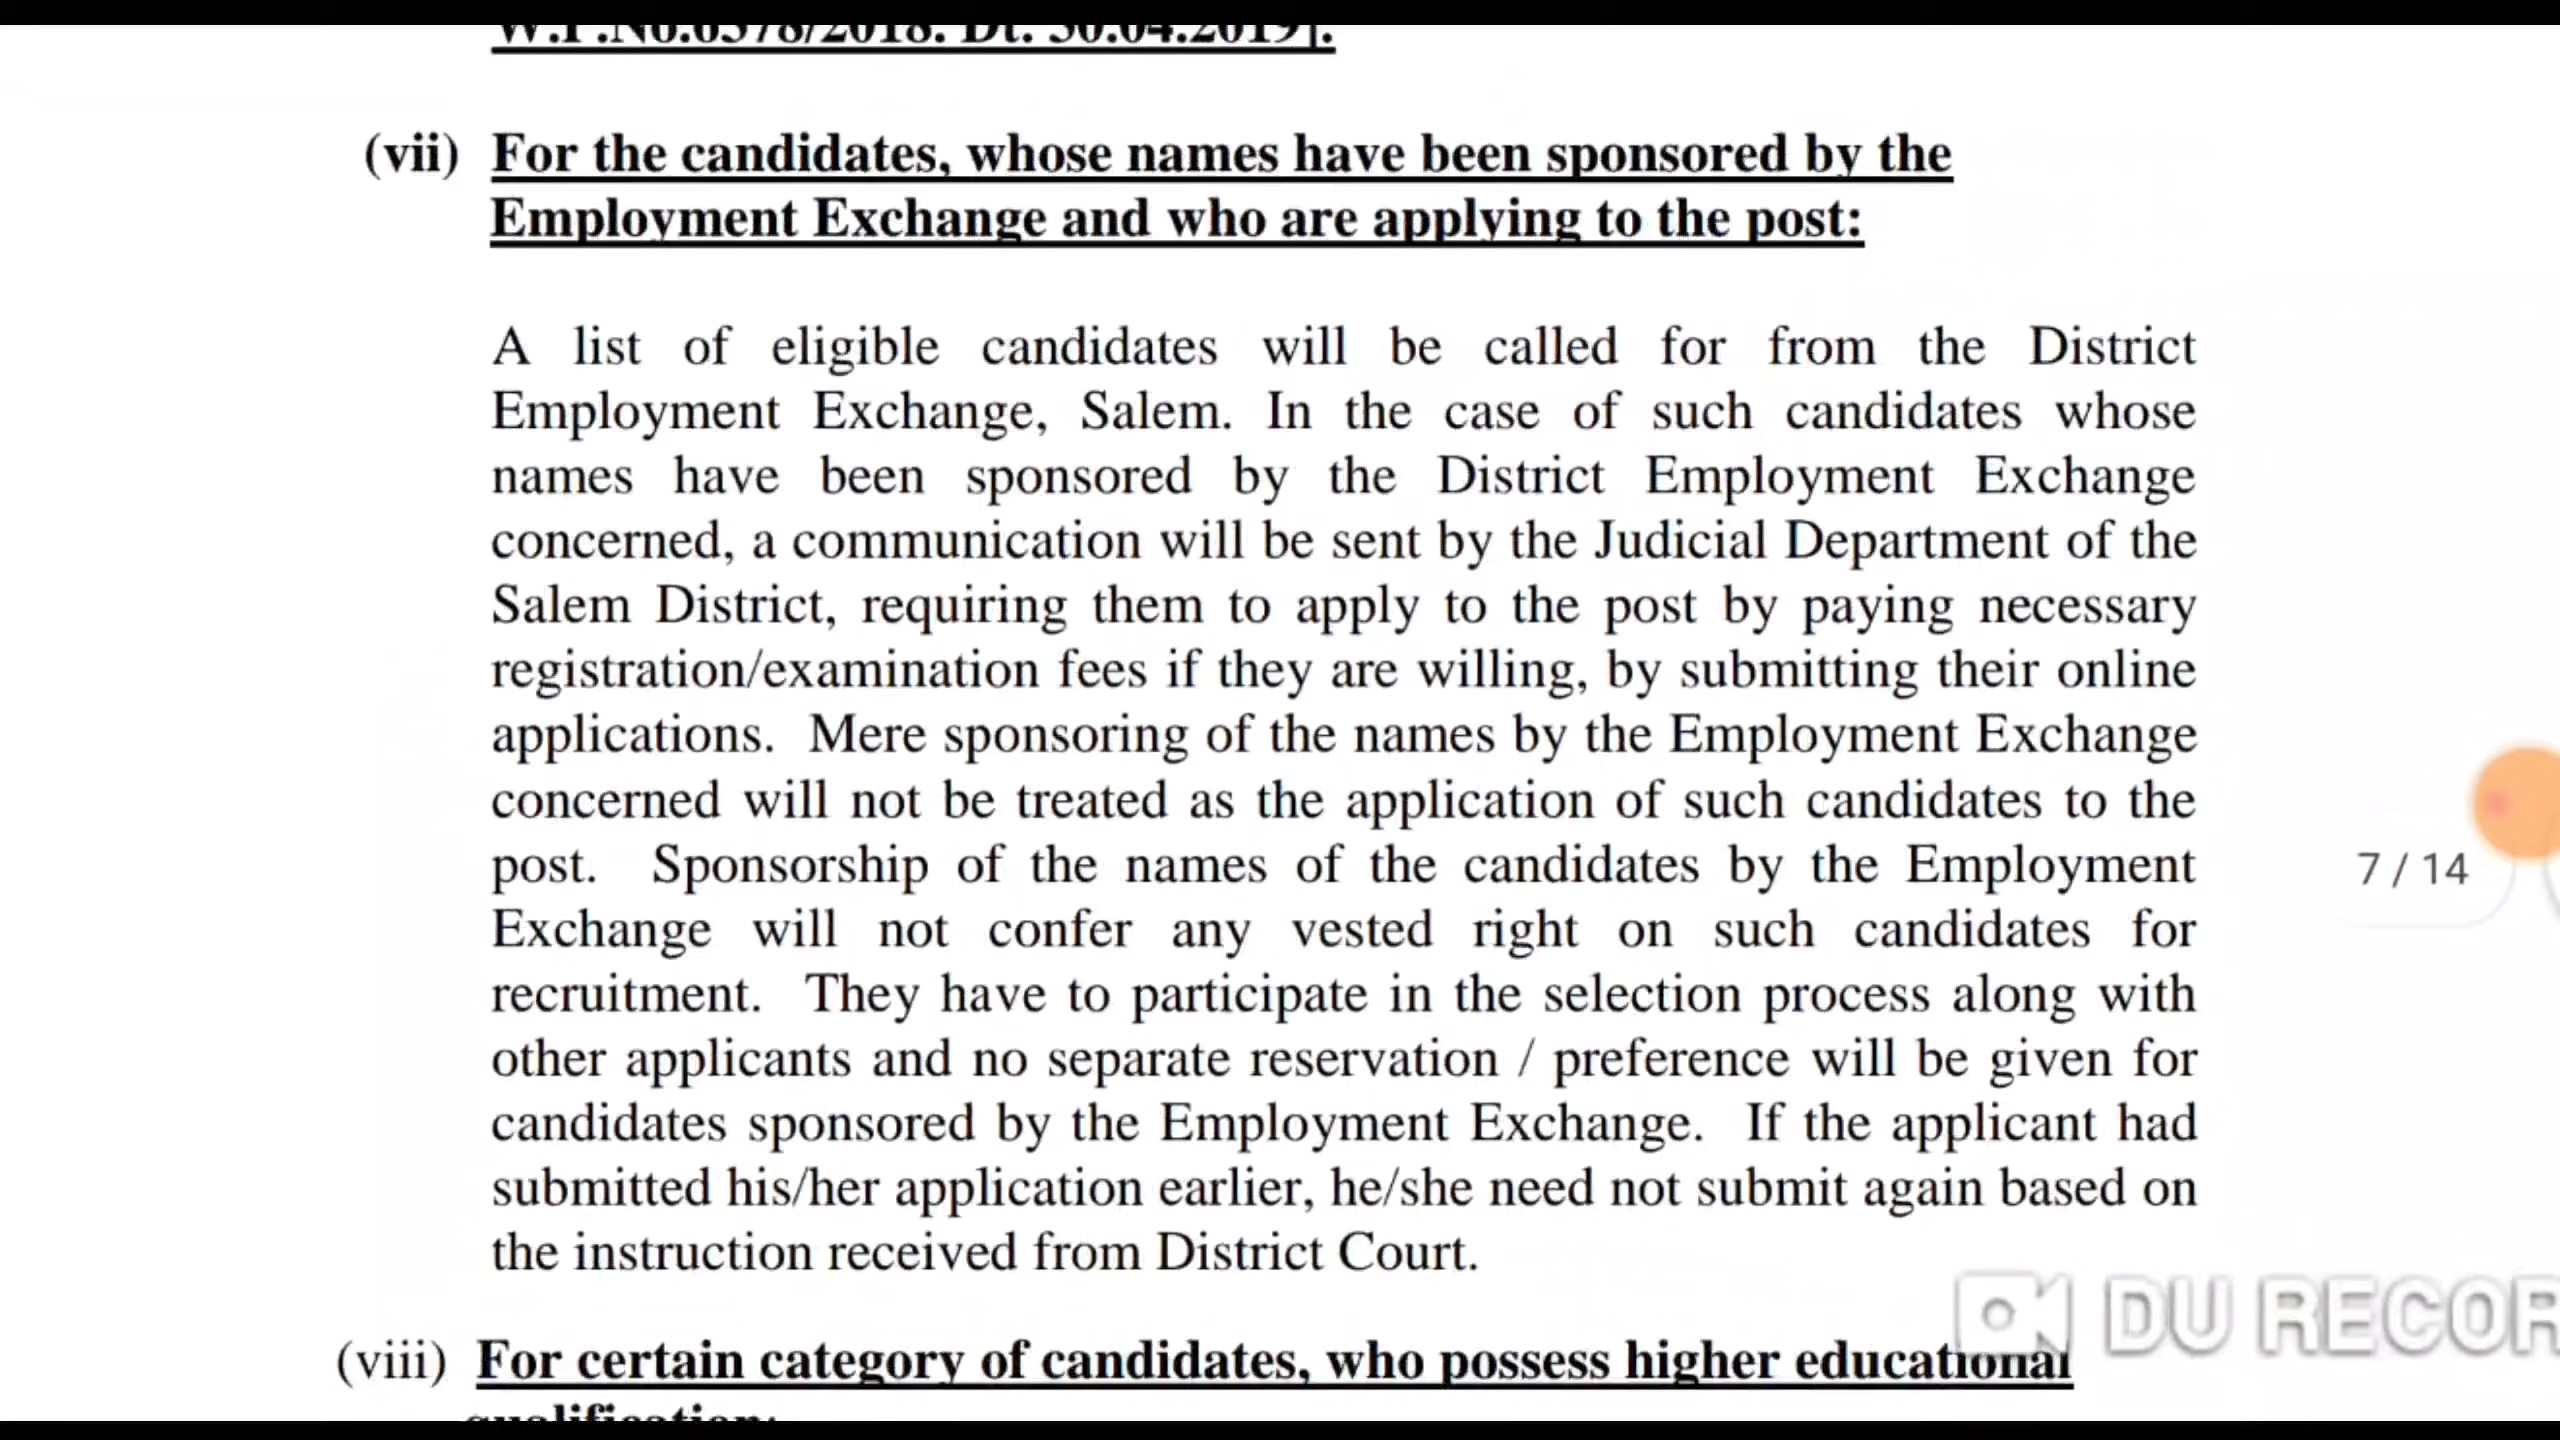 W.P.No.6378/2018. Dt. 30.04.2019].
(vii) For the candidates, whose names have been sponsored by the
Employment Exchange and who are applying to the post:
A list of eligible candidates will be called for from the District
Employment Exchange, Salem. In the case of such candidates whose
names have been sponsored by the District Employment Exchange
concerned, a communication will be sent by the Judicial Department of the
Salem District, requiring them to apply to the post by paying necessary
registration/examination fees if they are willing, by submitting their online
applications. Mere sponsoring of the names by the Employment Exchange
concerned will not be treated as the application of such candidates to the
post. Sponsorship of the names of the candidates by the Employment
Exchange will not confer any vested right on such candidates for
recruitment. They have to participate in the selection process along with
other applicants and no separate reservation / preference will be given for
candidates sponsored by the Employment Exchange. If the applicant had
submitted his/her application earlier, he/she need not submit again based on
the instruction received from District Court.
7 / 14
DU RECOR
(viii) For certain category of candidates, who possess higher educational
qualification: